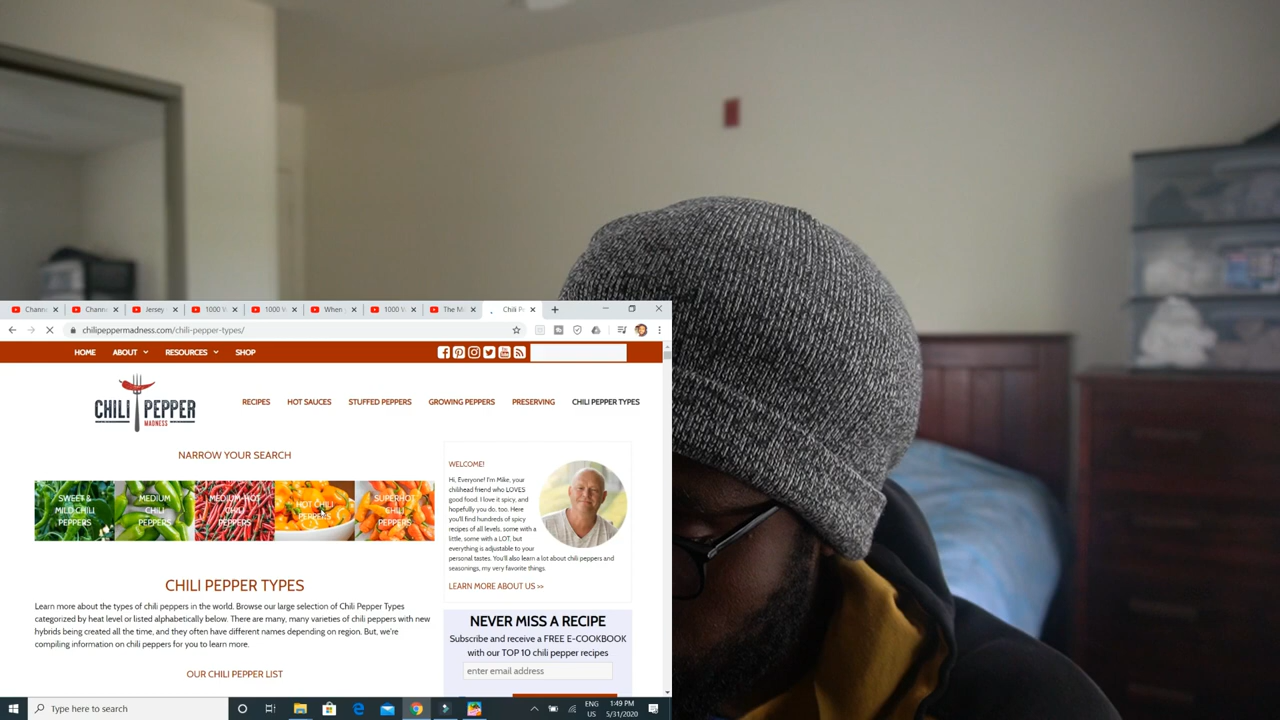 Chann
Chann
Jersey
1000 V
1000 V
When
1000 V
The M
Chili Pe
chilipeppermadness.com/chili-pepper-types/
HOME ABOUT RESOURCES SHOP
CHILI PEPPER
MADNESS
RECIPES HOT SAUCES STUFFED PEPPERS GROWING PEPPERS PRESERVING CHILI PEPPER TYPES
NARROW YOUR SEARCH
SWEET &
MILD CHILI
PEPPERS
MEDIUM
CHILI
PEPPERS
MEDIUM-HOT
CHILI
PEPPERS
HOT CHILI
PEPPERS
SUPERHOT
CHILI
PEPPERS
CHILI PEPPER TYPES
Learn more about the types of chili peppers in the world. Browse our large selection of Chili Pepper Types
categorized by heat level or listed alphabetically below. There are many, many varieties of chili peppers with new
hybrids being created all the time, and they often have different names depending on region. But, we're
compiling information on chili peppers for you to learn more.
OUR CHILI PEPPER LIST
WELCOME!
Hi, Everyone! I'm Mike, your
chilihead friend who LOVES
good food. I love it spicy, and
hopefully you do, too. Here
you'll find hundreds of spicy
recipes of all levels, some with a
little, some with a LOT, but
everything is adjustable to your
personal tastes. You'll also learn a lot about chili peppers and
seasonings, my very favorite things.
LEARN MORE ABOUT US >>
NEVER MISS A RECIPE
Subscribe and receive a FREE E-COOKBOOK
with our TOP 10 chili pepper recipes
enter email address
Type here to search
ENG
US
1:49 PM
5/31/2020